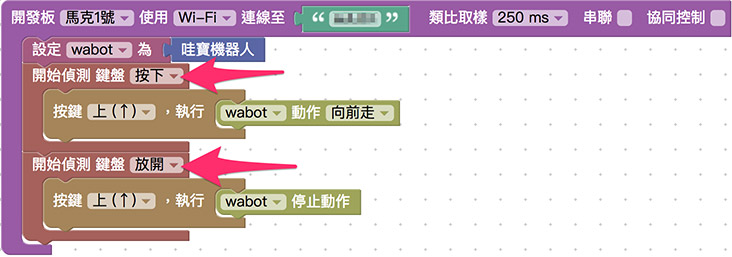 開發板 馬克1號 使用 Wi-Fi 連線至 “ ” 類比取樣 250 ms 串聯 協同控制
設定 wabot 為 哇寶機器人
開始偵測 鍵盤 按下
按鍵 上 (↑) ,執行 wabot 動作 向前走
開始偵測 鍵盤 放開
按鍵 上 (↑) ,執行 wabot 停止動作